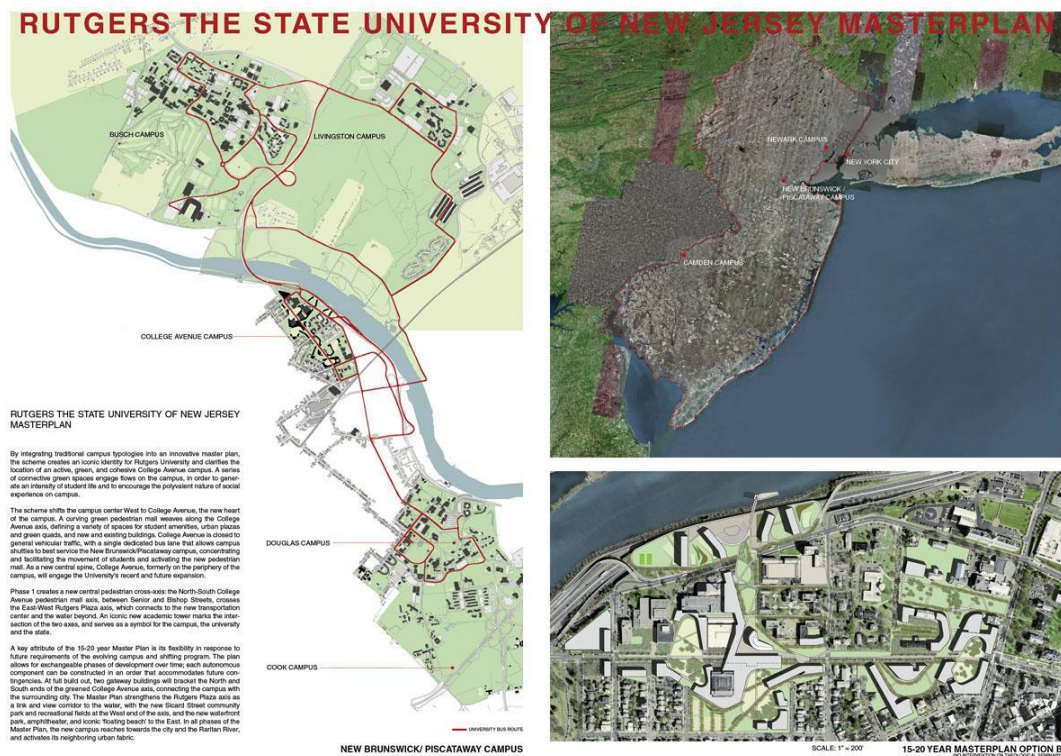 RUTGERS THE STATE UNIVERSITY OF NEW JERSEY MASTERPLAN
BUSCH CAMPUS
LIVINGSTON CAMPUS
COLLEGE AVENUE CAMPUS
DOUGLAS CAMPUS
COOK CAMPUS
RUTGERS THE STATE UNIVERSITY OF NEW JERSEY
MASTERPLAN
By integrating traditional campus typologies into an innovative master plan,
the scheme creates an iconic identity for Rutgers University and clarifies the
location of an active, green, and cohesive College Avenue campus. A series
of connective green spaces engage flows on the campus, in order to gener-
ate an intensity of student life and to encourage the polyvalent nature of social
experience on campus.
The scheme shifts the campus center West to College Avenue, the new heart
of the campus. A curving green pedestrian mall weaves along the College
Avenue axis, defining a variety of spaces for student amenities, urban plazas
and green quads, and new and existing buildings. College Avenue is closed to
general vehicular traffic, with a single dedicated bus lane that allows campus
shuttles to best service the New Brunswick/Piscataway campus, concentrating
and facilitating the movement of students and activating the new pedestrian
mall. As a new central spine, College Avenue, formerly on the periphery of the
campus, will engage the University's recent and future expansion.
Phase 1 creates a new central pedestrian cross-axis: the North-South College
Avenue pedestrian mall axis, between Senior and Bishop Streets, crosses
the East-West Rutgers Plaza axis, which connects to the new transportation
center and the water beyond. An iconic new academic tower marks the inter-
section of the two axes, and serves as a symbol for the campus, the university
and the state.
A key attribute of the 15-20 year Master Plan is its flexibility in response to
future requirements of the evolving campus and shifting program. The plan
allows for exchangeable phases of development over time; each autonomous
component can be constructed in an order that accommodates future con-
tingencies. At full build out, two gateway buildings will bracket the North and
South ends of the greened College Avenue axis, connecting the campus with
the surrounding city. The Master Plan strengthens the Rutgers Plaza axis as
a link and view corridor to the water, with the new Sicard Street community
park and recreational fields at the West end of the axis, and the new waterfront
park, amphitheater, and iconic 'floating beach' to the East. In all phases of the
Master Plan, the new campus reaches towards the city and the Raritan River,
and activates its neighboring urban fabric.
UNIVERSITY BUS ROUTE
NEW BRUNSWICK/ PISCATAWAY CAMPUS
NEWARK CAMPUS
NEW YORK CITY
NEW BRUNSWICK /
PISCATAWAY CAMPUS
CAMDEN CAMPUS
SCALE: 1" = 200'
15-20 YEAR MASTERPLAN OPTION B